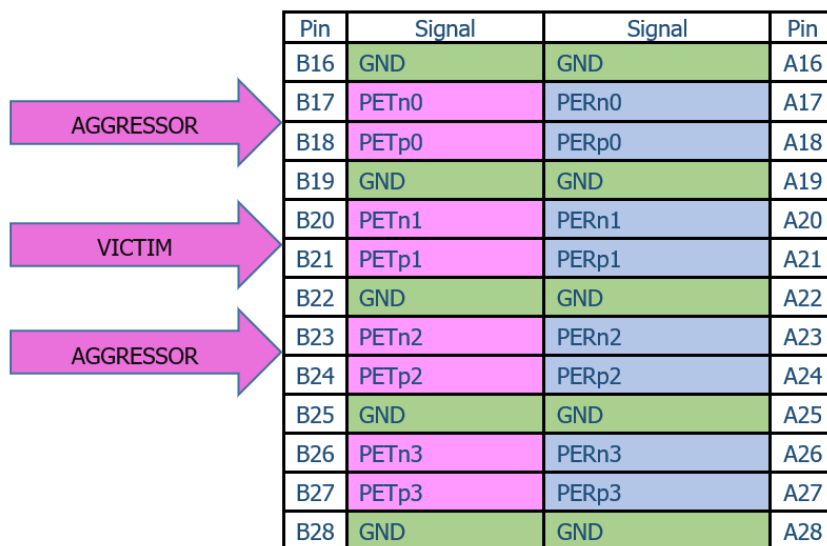 Pin Signal Signal Pin
B16 GND GND A16
B17 PETn0 PERn0 A17
AGGRESSOR
B18 PETp0 PERp0 A18
B19 GND GND A19
B20 PETn1 PERn1 A20
VICTIM
B21 PETp1 PERp1 A21
B22 GND GND A22
B23 PETn2 PERn2 A23
AGGRESSOR
B24 PETp2 PERp2 A24
B25 GND GND A25
B26 PETn3 PERn3 A26
B27 PETp3 PERp3 A27
B28 GND GND A28